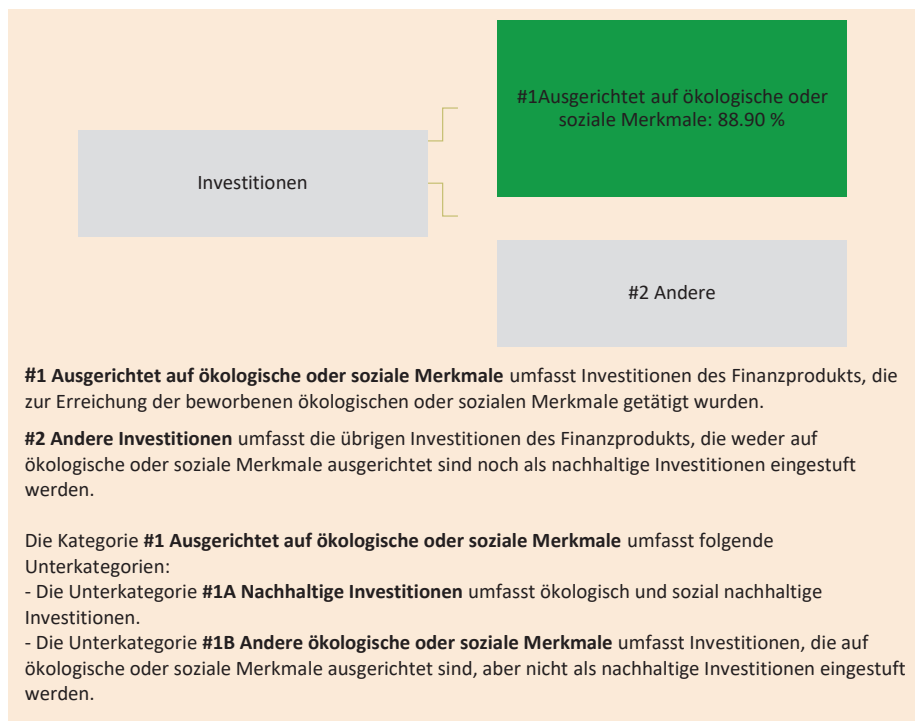 #1Ausgerichtet auf ökologische oder
soziale Merkmale: 88.90 %
Investitionen
#2 Andere
#1 Ausgerichtet auf ökologische oder soziale Merkmale umfasst Investitionen des Finanzprodukts, die
zur Erreichung der beworbenen ökologischen oder sozialen Merkmale getätigt wurden.
#2 Andere Investitionen umfasst die übrigen Investitionen des Finanzprodukts, die weder auf
ökologische oder soziale Merkmale ausgerichtet sind noch als nachhaltige Investitionen eingestuft
werden.
Die Kategorie #1 Ausgerichtet auf ökologische oder soziale Merkmale umfasst folgende
Unterkategorien:
- Die Unterkategorie #1A Nachhaltige Investitionen umfasst ökologisch und sozial nachhaltige
Investitionen.
- Die Unterkategorie #1B Andere ökologische oder soziale Merkmale umfasst Investitionen, die auf
ökologische oder soziale Merkmale ausgerichtet sind, aber nicht als nachhaltige Investitionen eingestuft
werden.